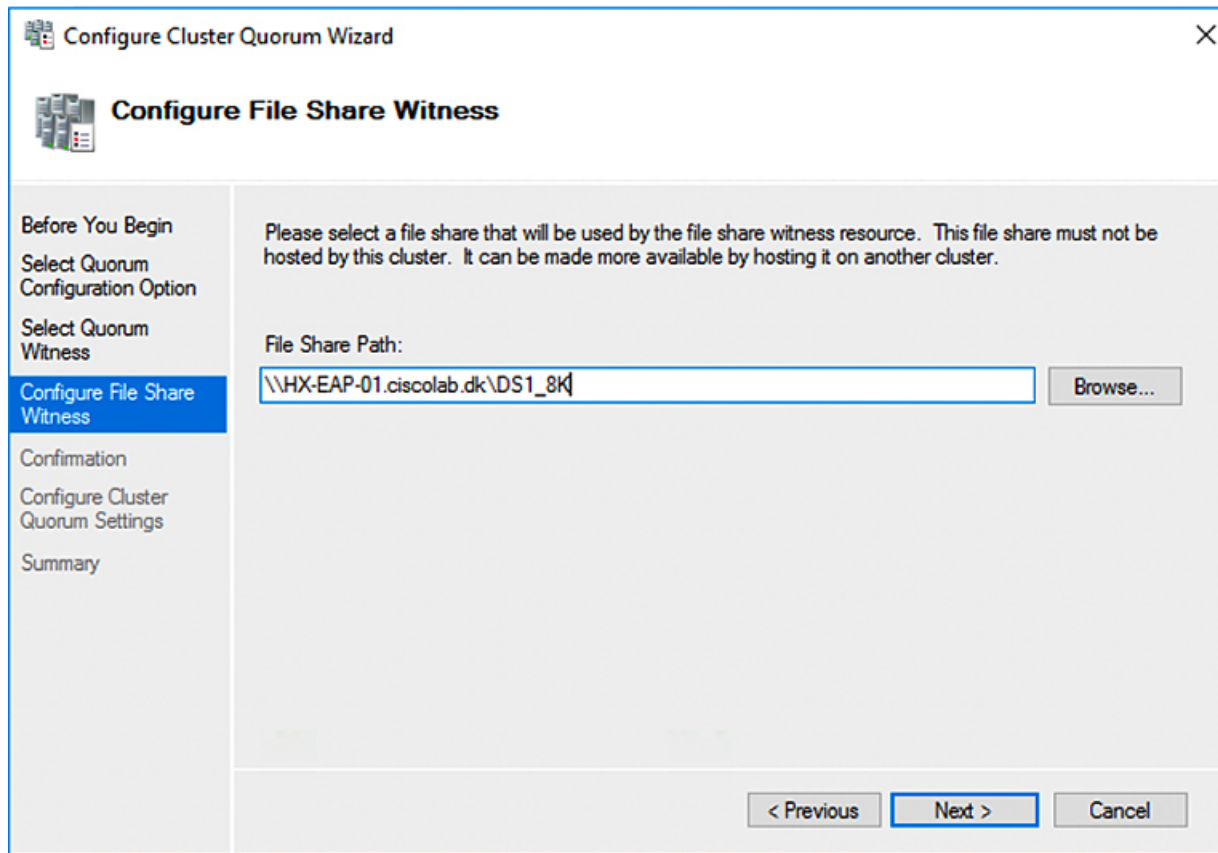 Configure Cluster Quorum Wizard
Configure File Share Witness
Before You Begin
Select Quorum
Configuration Option
Select Quorum
Witness
Configure File Share
Witness
Confirmation
Configure Cluster
Quorum Settings
Summary
Please select a file share that will be used by the file share witness resource.  This file share must not be
hosted by this cluster.  It can be made more available by hosting it on another cluster.
File Share Path:
\\HX-EAP-01.ciscolab.dk\DS1_8K
Browse...
< Previous
Next >
Cancel